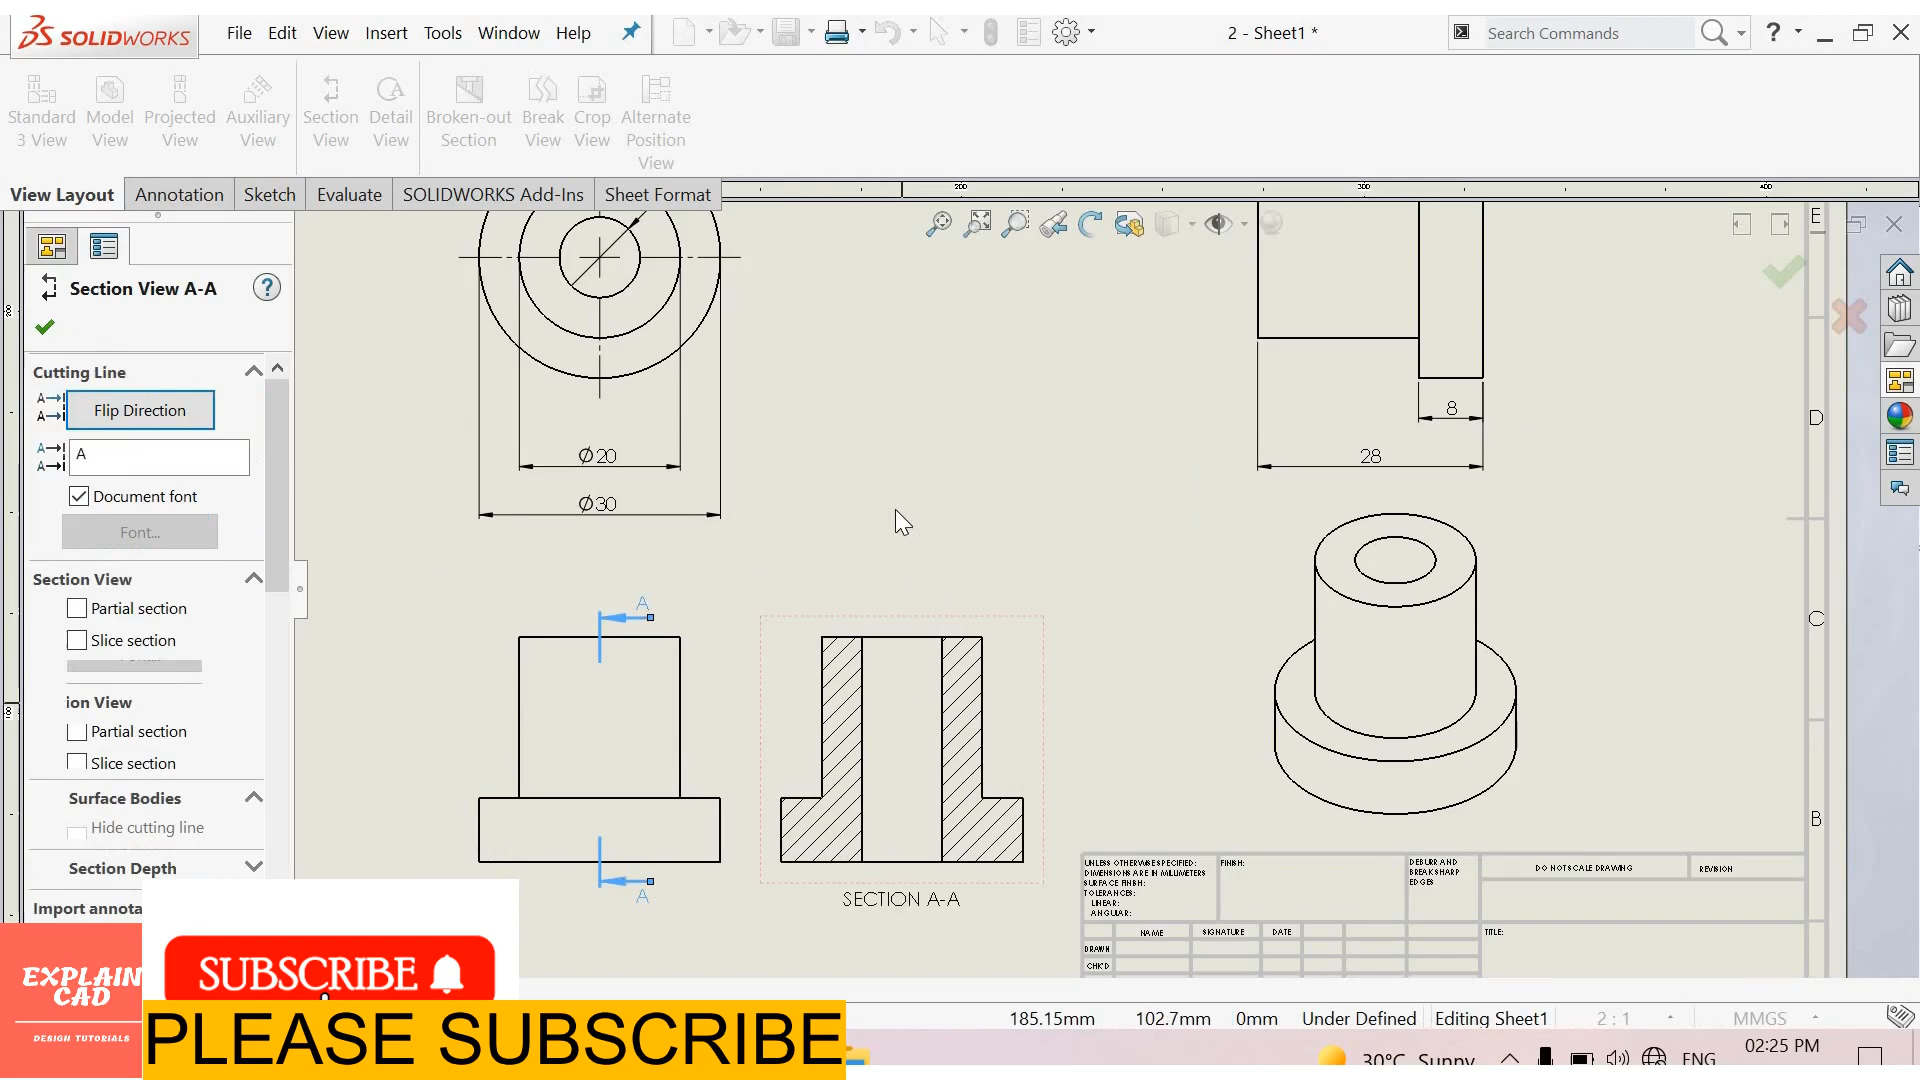 SOLIDWORKS File Edit View Insert Tools Window Help 2 - Sheet1 * Search Commands ?
Standard 3 View
Model View
Projected View
Auxiliary View
Section View
Detail View
Broken-out Section
Break View
Crop View
Alternate Position View
View Layout Annotation Sketch Evaluate SOLIDWORKS Add-Ins Sheet Format
200 300 400
Section View A-A ?
Cutting Line
Flip Direction
A
Document font
Font...
Section View
Partial section
Slice section
ion View
Partial section
Slice section
Surface Bodies
Hide cutting line
Section Depth
Import annota
Ø20
Ø30
8
28
A
A
SECTION A-A
E
D
C
B
UNLESS OTHERWISE SPECIFIED:
DIMENSIONS ARE IN MILLIMETERS
SURFACE FINISH:
TOLERANCES:
LINEAR:
ANGULAR:
FINISH:
DEBURR AND
BREAK SHARP
EDGES
DO NOT SCALE DRAWING
REVISION
NAME SIGNATURE DATE
TITLE:
DRAWN
CHK'D
EXPLAIN
CAD
DESIGN TUTORIALS
SUBSCRIBE
PLEASE SUBSCRIBE
185.15mm 102.7mm 0mm Under Defined Editing Sheet1 2 : 1 MMGS
30°C Sunny ENG 02:25 PM